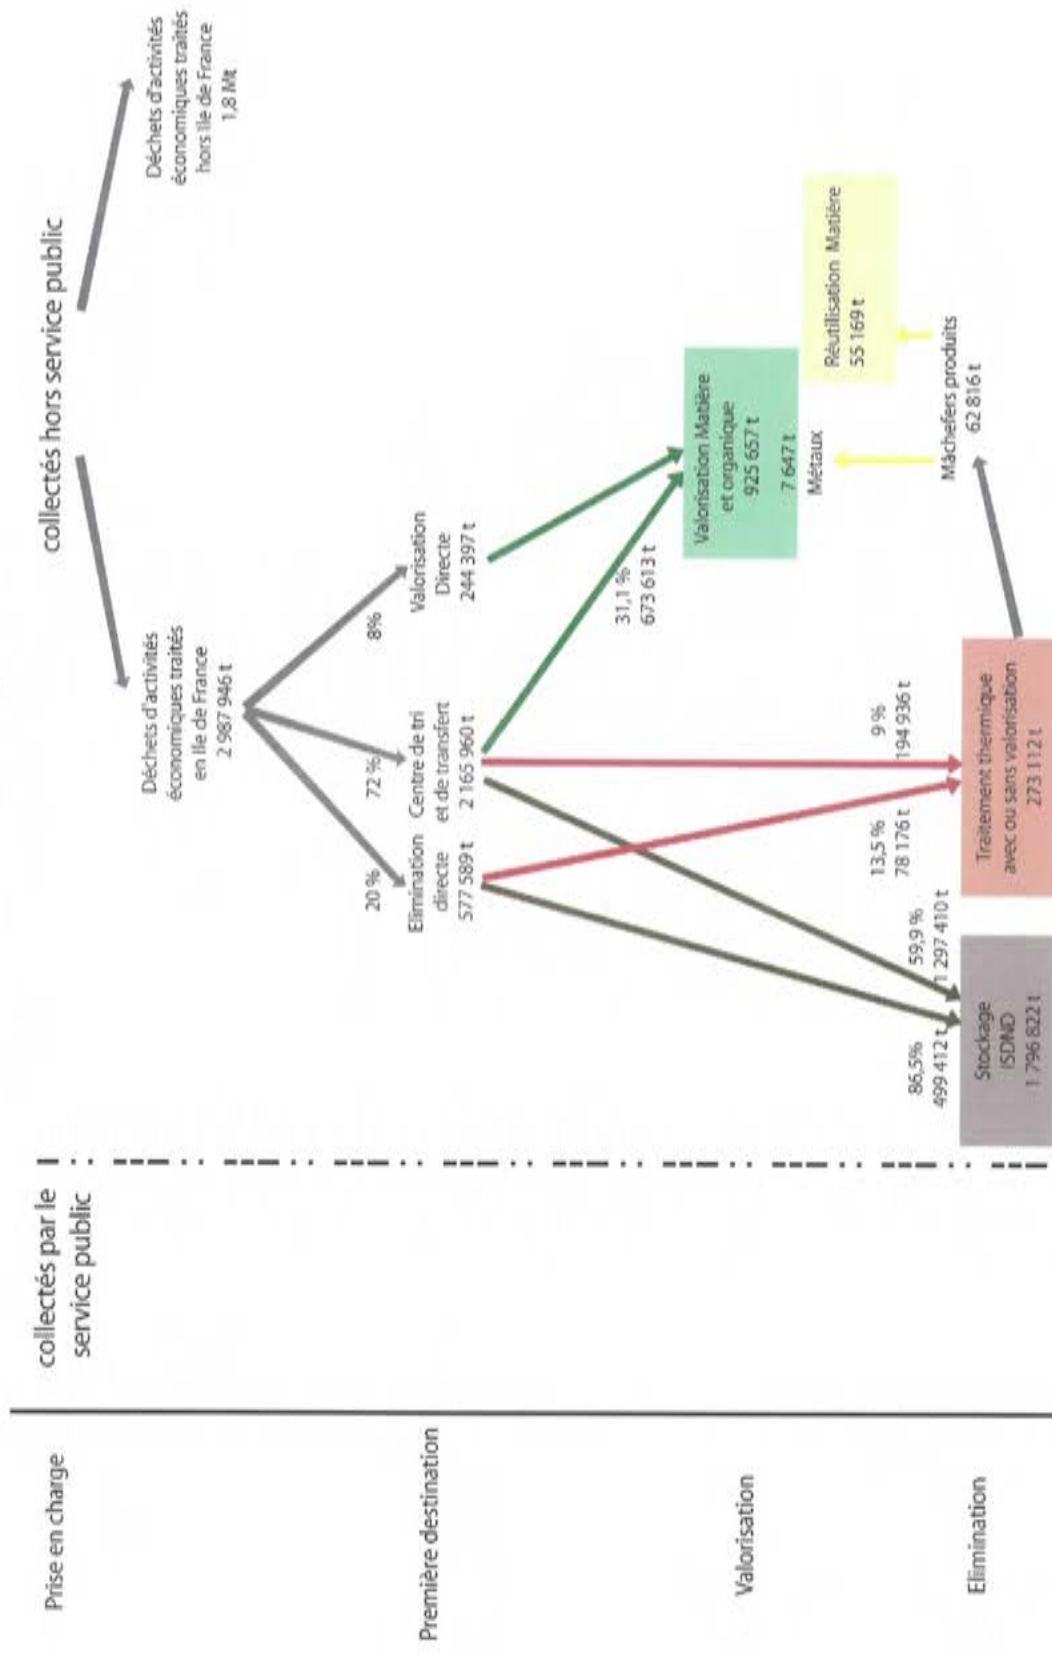 Prise en charge
collectés par le
service public
collectés hors service public
Déchets d'activités
économiques traités
en Ile de France
2 987 946 t
Déchets d'activités
économiques traités
hors Ile de France
1,8 Mt
20 %
72 %
8%
Première destination
Elimination
directe
577 589 t
Centre de tri
et de transfert
2 165 960 t
Valorisation
Directe
244 397 t
31,1 %
673 613 t
Valorisation
Valorisation Matière
et organique
925 657 t
7 647 t
Métaux
Réutilisation Matière
55 169 t
86,5%
499 412 t
59,9 %
1 297 410 t
13,5 %
78 176 t
9 %
194 936 t
Mâchefers produits
62 816 t
Elimination
Stockage
ISDND
1 796 822 t
Traitement thermique
avec ou sans valorisation
273 112 t